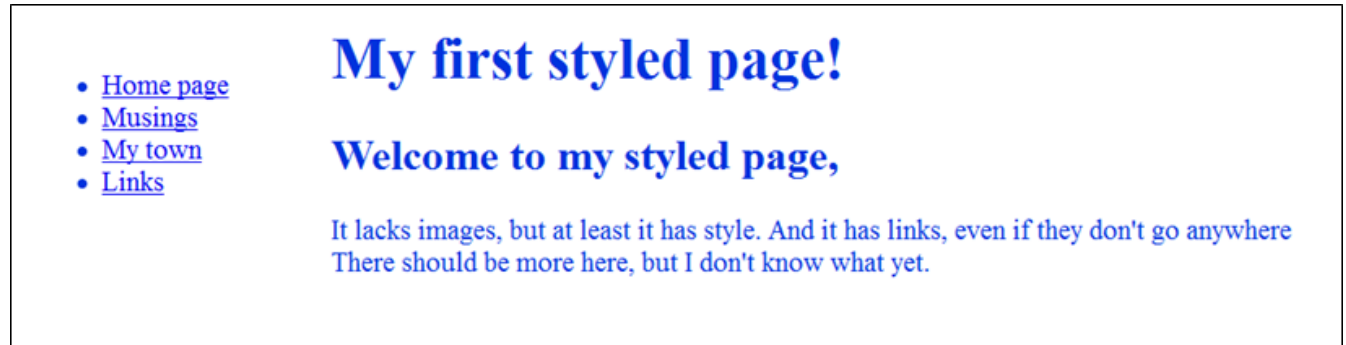 Home page
Musings
My town
Links
My first styled page!
Welcome to my styled page,
It lacks images, but at least it has style. And it has links, even if they don't go anywhere
There should be more here, but I don't know what yet.